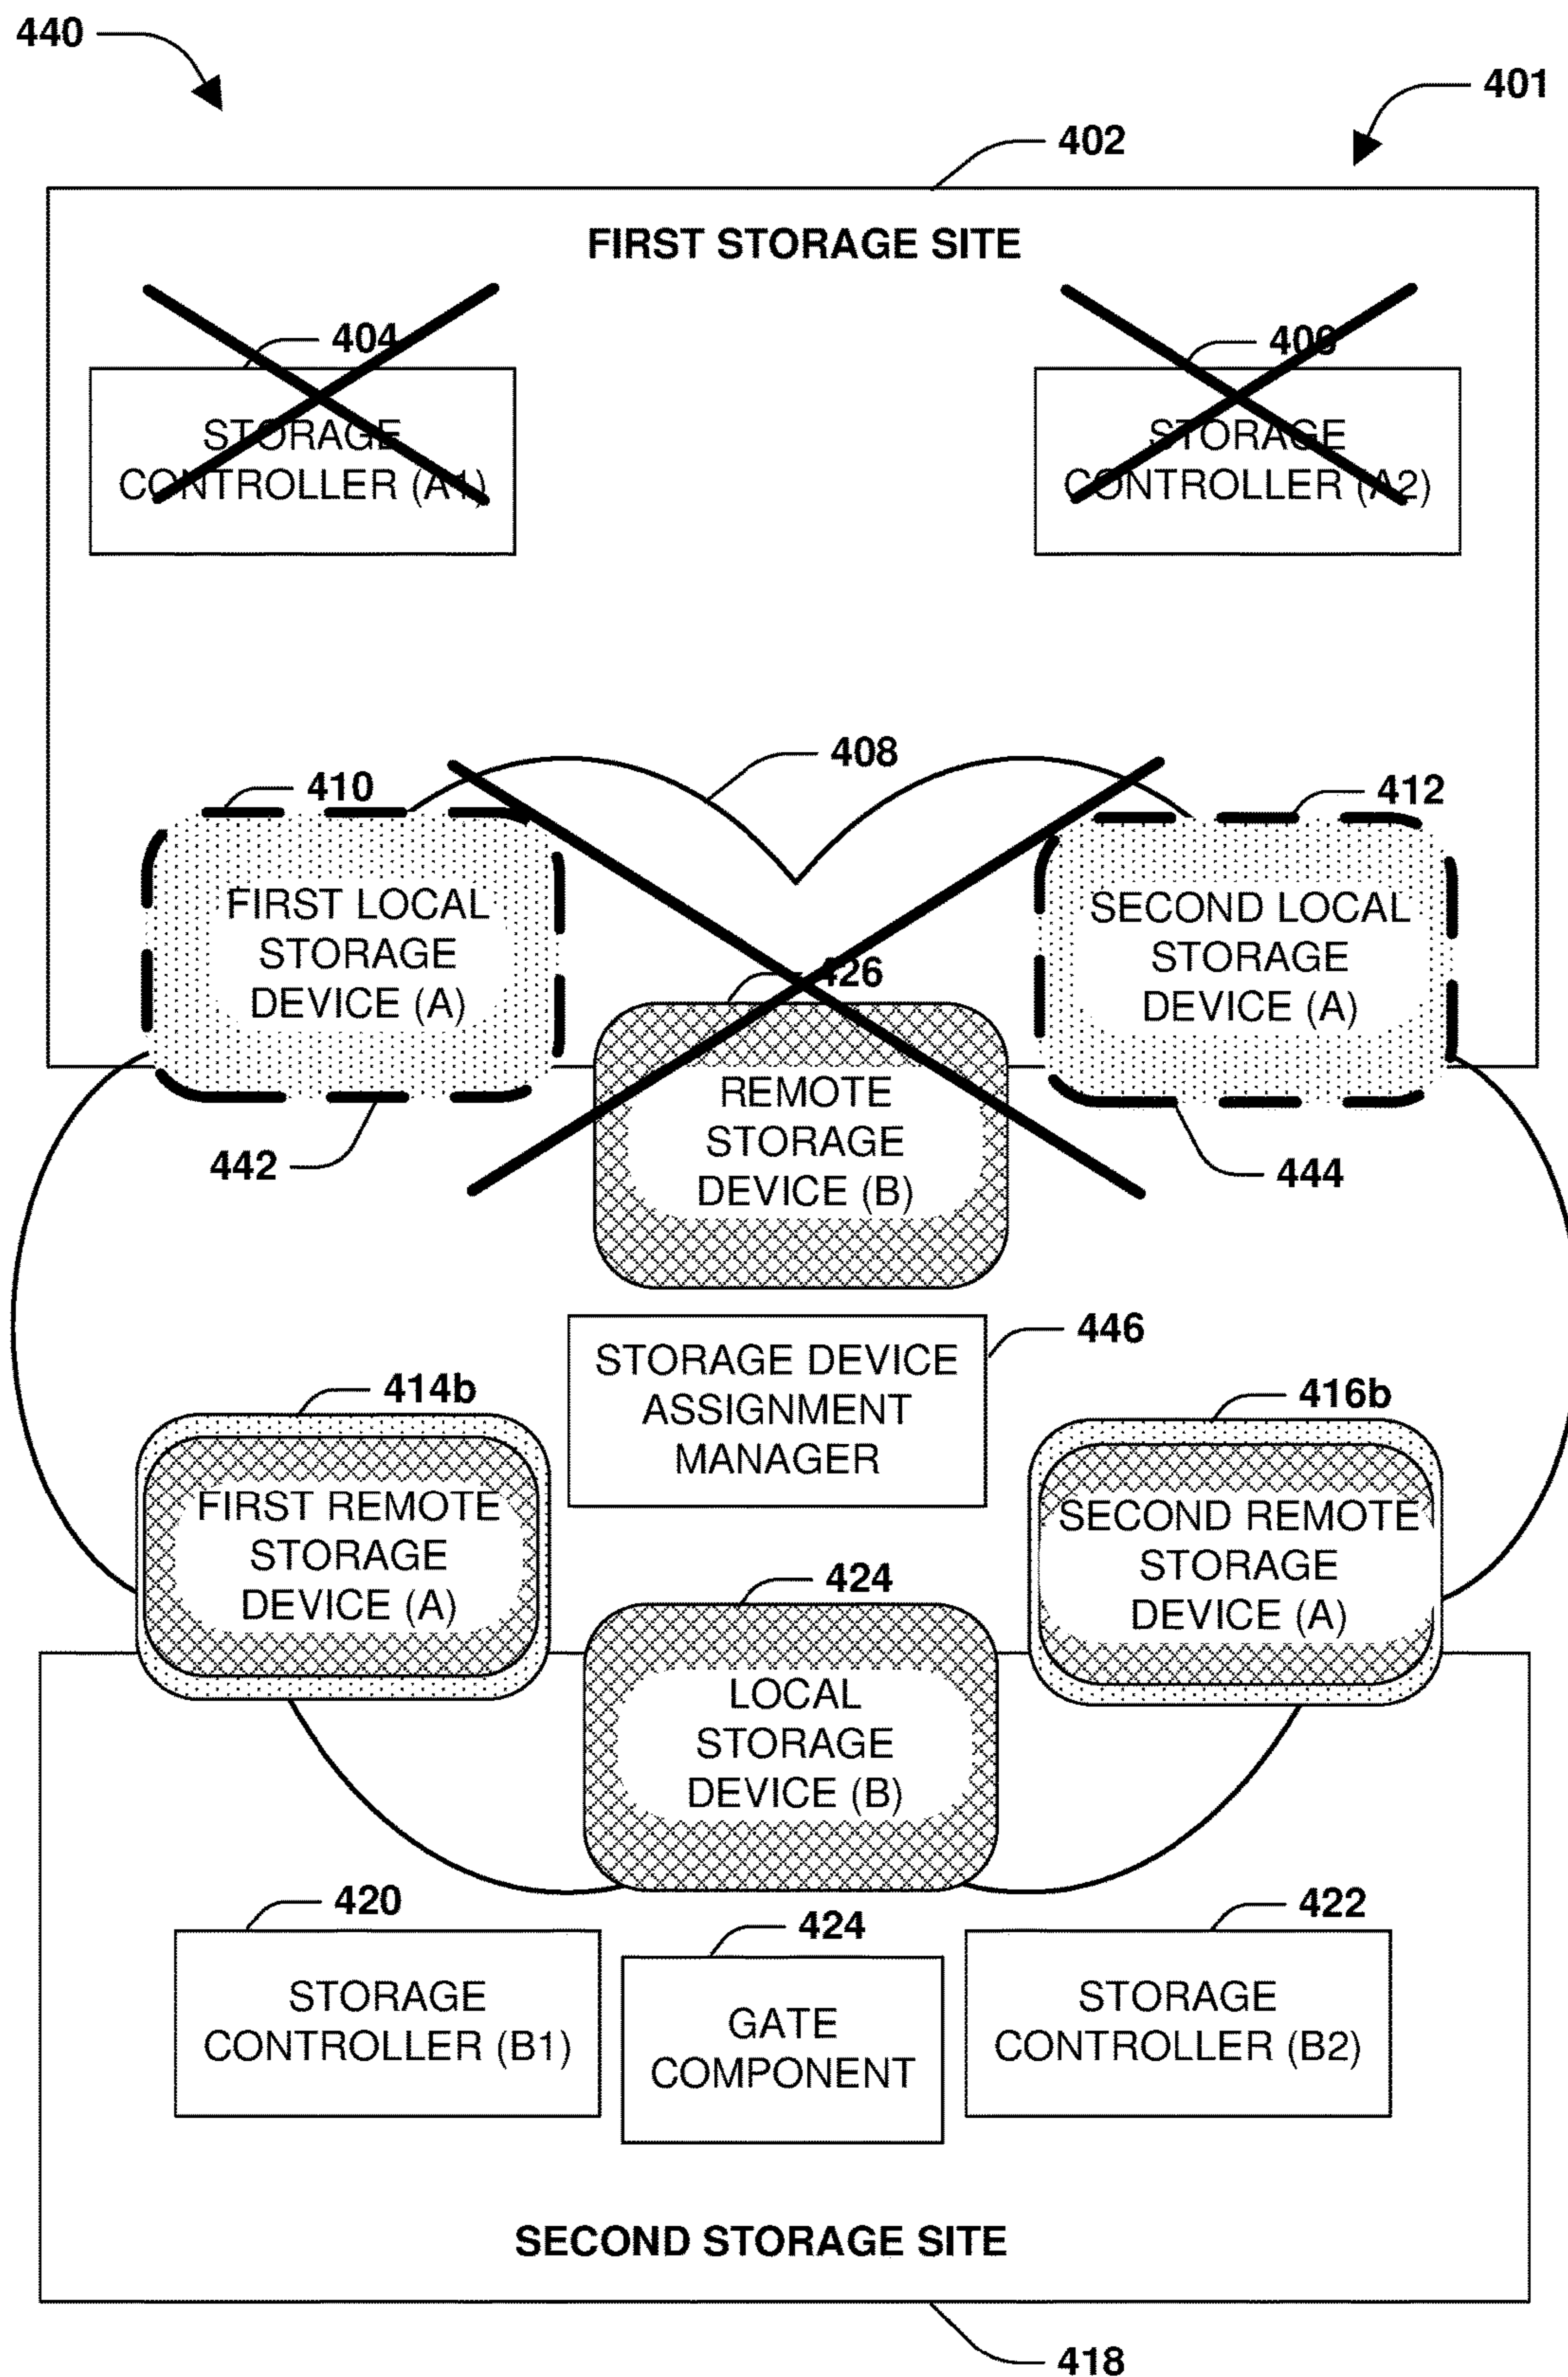 440
401
402
FIRST STORAGE SITE
404
STORAGE
CONTROLLER (A1)
STORAGE
CONTROLLER (A2)
408
410
412
FIRST LOCAL
STORAGE
DEVICE (A)
SECOND LOCAL
STORAGE
DEVICE (A)
426
REMOTE
STORAGE
DEVICE (B)
442
444
446
STORAGE DEVICE
ASSIGNMENT
MANAGER
414b
416b
FIRST REMOTE
STORAGE
DEVICE (A)
SECOND REMOTE
STORAGE
DEVICE (A)
424
LOCAL
STORAGE
DEVICE (B)
420
424
422
STORAGE
CONTROLLER (B1)
GATE
COMPONENT
STORAGE
CONTROLLER (B2)
SECOND STORAGE SITE
418